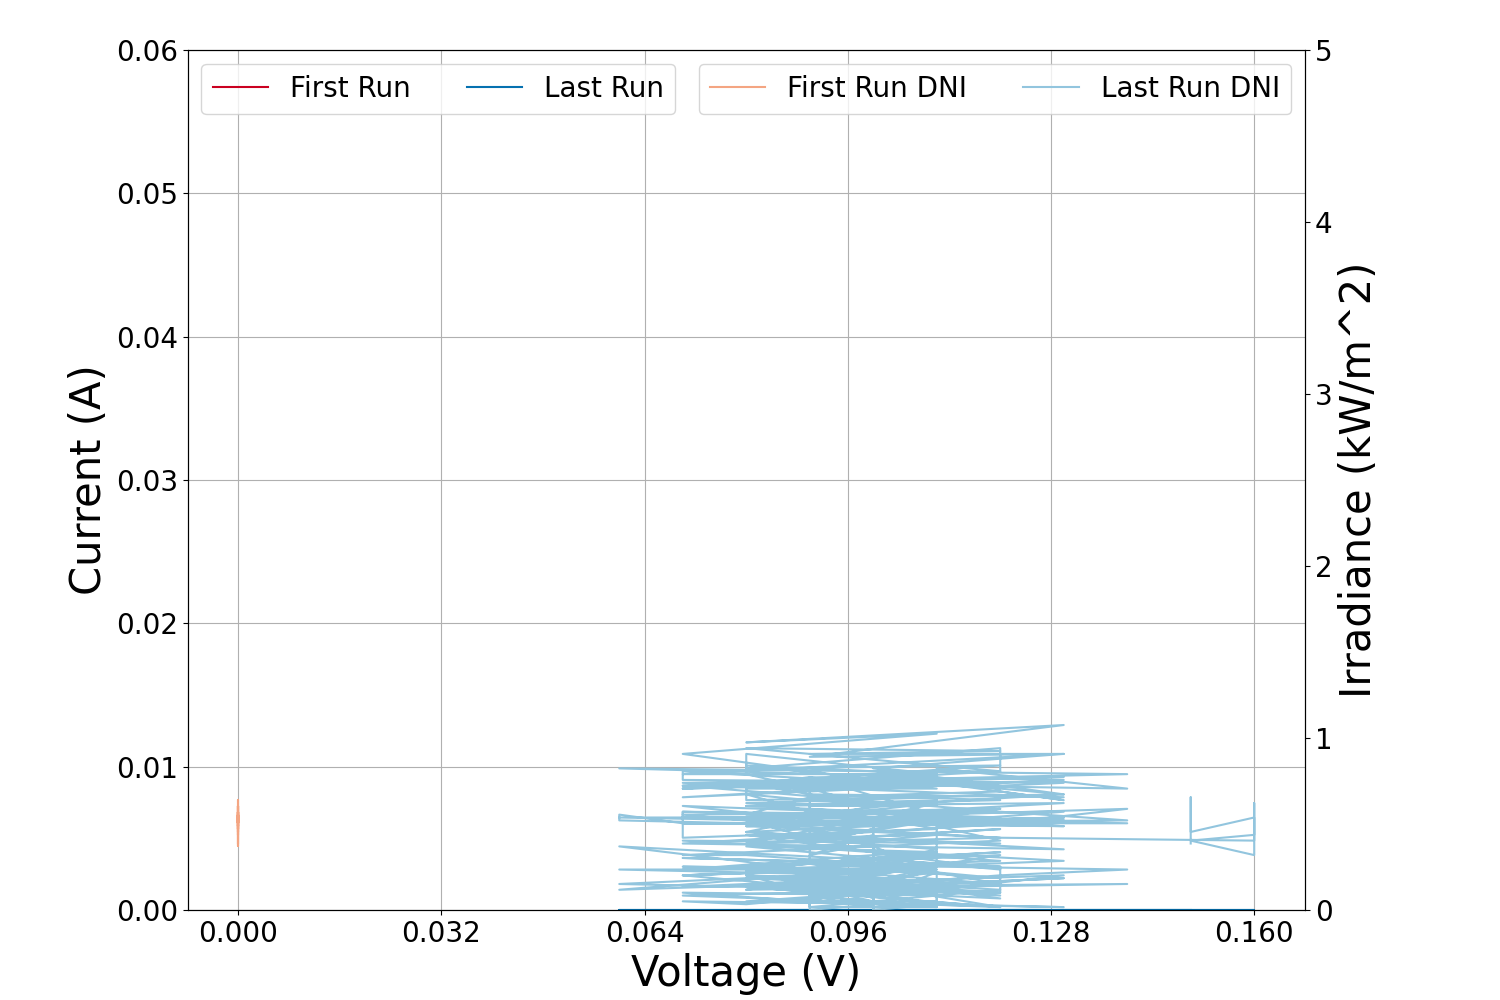 First Run
Last Run
First Run DNI
Last Run DNI
0.06
0.05
0.04
0.03
0.02
0.01
0.00
Current (A)
5
4
3
2
1
0
Irradiance (kW/m^2)
0.000
0.032
0.064
0.096
0.128
0.160
Voltage (V)